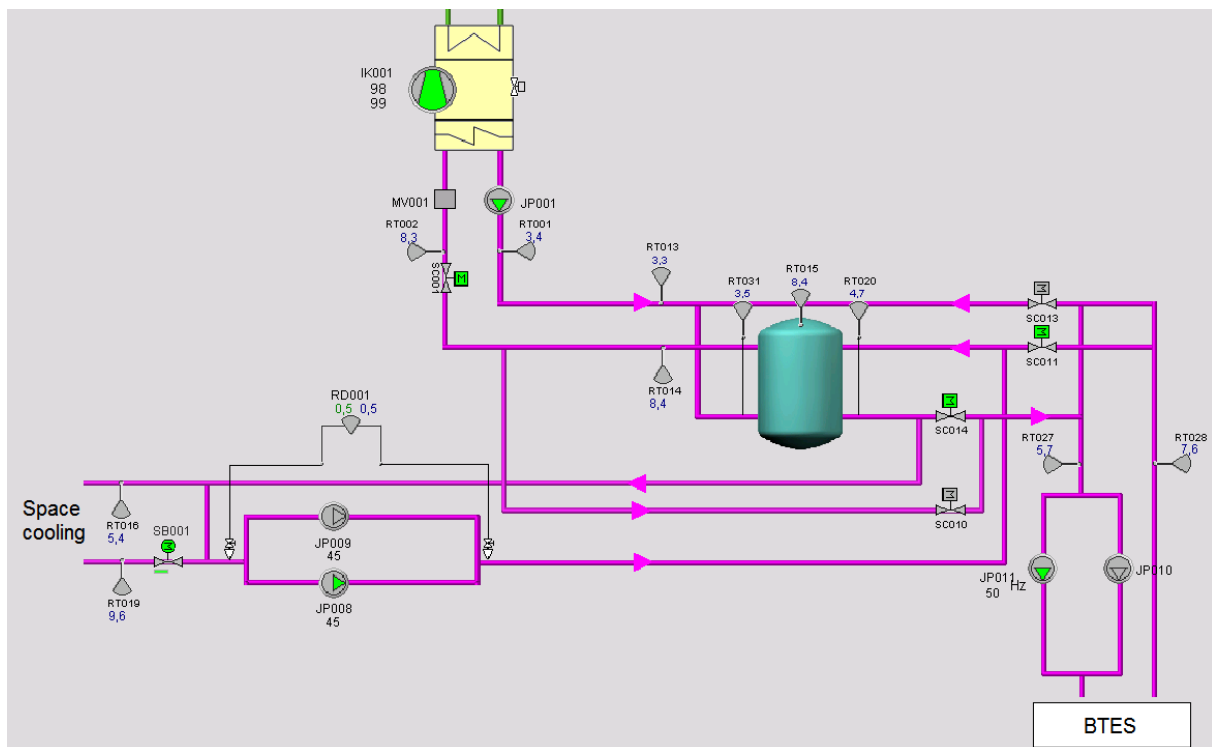 IK001
98
99
MV001
JP001
RT002
8,3
RT001
3,4
SC001
M
RT013
3,3
RT031
3,5
RT015
8,4
RT020
4,7
M
SC013
M
SC011
RT014
8,4
RD001
0,5 0,5
M
SC014
RT027
5,7
RT028
7,6
M
SC010
Space
cooling
RT016
5,4
SB001
M
RT019
9,6
JP009
45
JP008
45
JP011
50 Hz
JP010
BTES